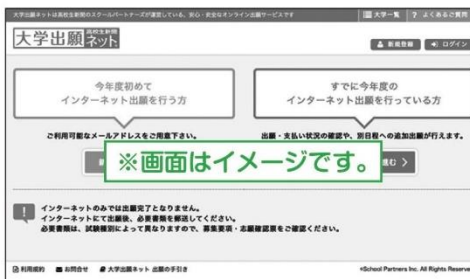 大学出願ネットは高校生新聞のスクールパートナーズが運営している、安心・安全なオンライン出願サービスです
大学一覧 ? よくあるご質問
大学出願ネット 高校生新聞
新規登録 ログイン
今年度初めて
インターネット出願を行う方
すでに今年度の
インターネット出願を行っている方
ご利用可能なメールアドレスをご用意下さい。
出願・支払い状況の確認や、別日程への追加出願が行えます。
※画面はイメージです。
む >
インターネットのみでは出願完了となりません。
インターネットにて出願後、必要書類を郵送してください。
必要書類は、試験種別によって異なりますので、募集要項・志願確認票をご確認ください。
利用規約 お問合せ 大学出願ネット 出願の手引き
©School Partners Inc. All Rights Reserve